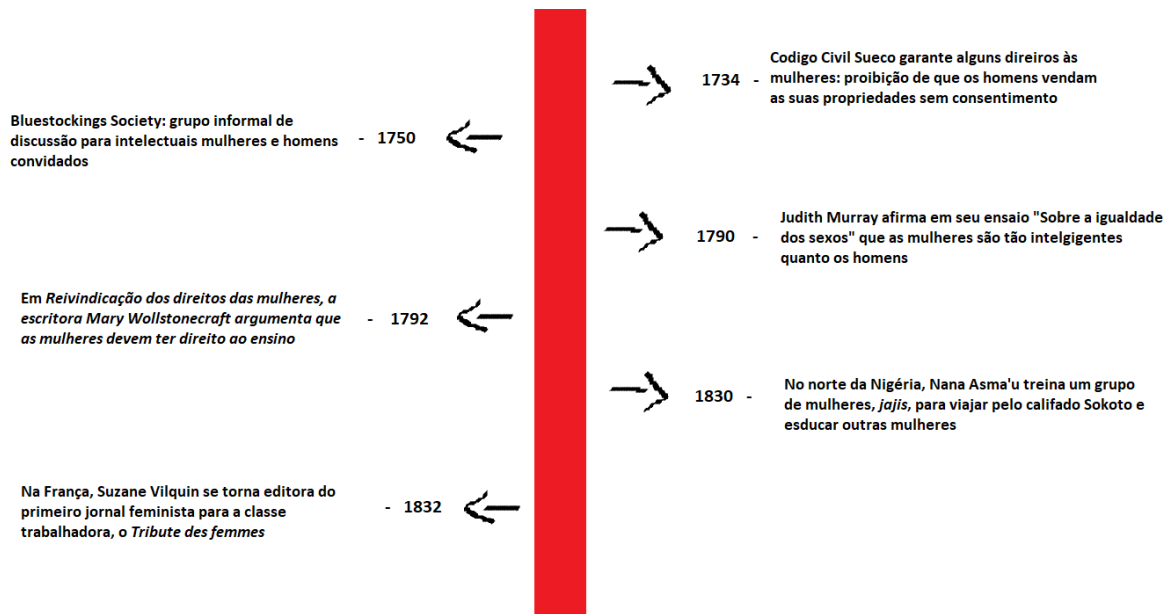 1734 - Codigo Civil Sueco garante alguns direiros às
mulheres: proibição de que os homens vendam
as suas propriedades sem consentimento
Bluestockings Society: grupo informal de
discussão para intelectuais mulheres e homens - 1750
convidados
Judith Murray afirma em seu ensaio "Sobre a igualdade
1790 - dos sexos" que as mulheres são tão intelgigentes
quanto os homens
Em Reivindicação dos direitos das mulheres, a
escritora Mary Wollstonecraft argumenta que - 1792
as mulheres devem ter direito ao ensino
No norte da Nigéria, Nana Asma'u treina um grupo
1830 - de mulheres, jajis, para viajar pelo califado Sokoto e
esducar outras mulheres
Na França, Suzane Vilquin se torna editora do
primeiro jornal feminista para a classe - 1832
trabalhadora, o Tribute des femmes